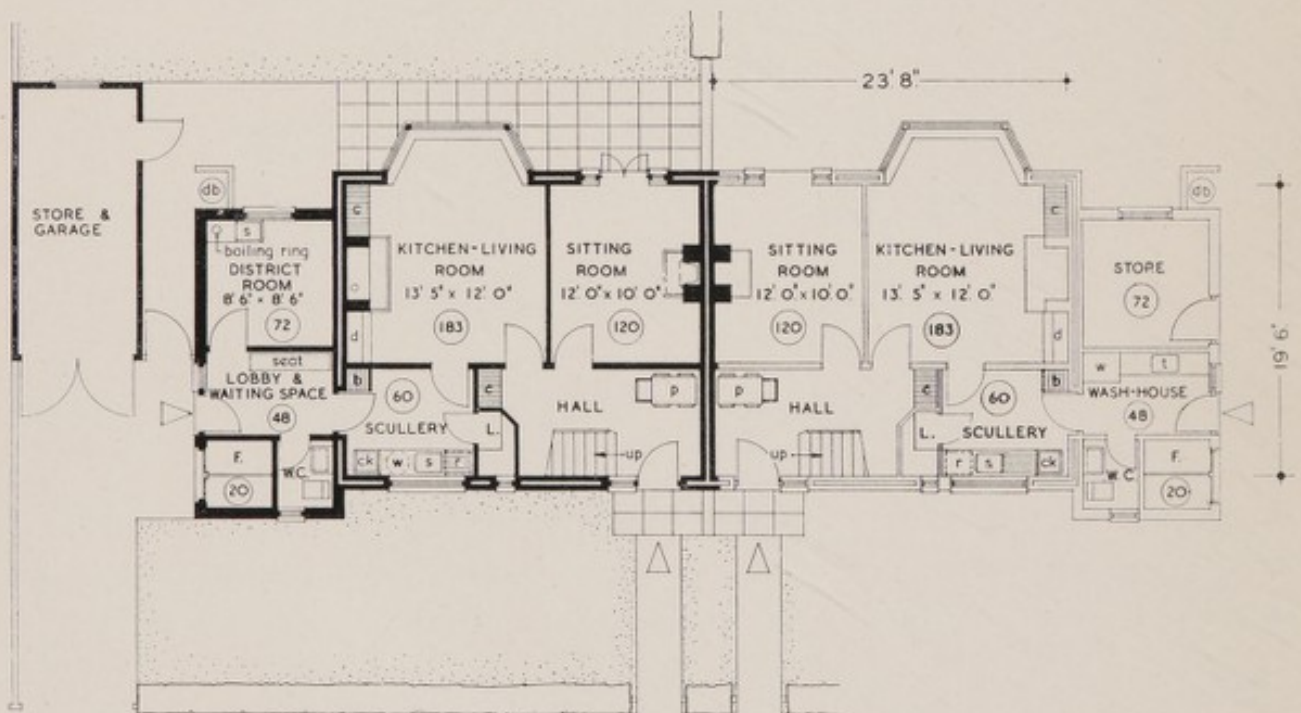 23' 8"
19' 6"
STORE &
GARAGE
db
s
boiling ring
DISTRICT
ROOM
8' 6" x 8' 6"
72
seat
LOBBY &
WAITING SPACE
48
F.
20
W.C.
c
KITCHEN-LIVING
ROOM
13' 5" x 12' 0"
183
d
b
60
SCULLERY
ck
w
s
r
c
L.
SITTING
ROOM
12' 0" x 10' 0"
120
HALL
p
up
SITTING
ROOM
12' 0" x 10' 0"
120
p
HALL
up
KITCHEN-LIVING
ROOM
13' 5" x 12' 0"
183
c
d
c
L.
60
SCULLERY
b
r
s
ck
db
STORE
72
w
t
WASH-HOUSE
48
W.C.
F.
20